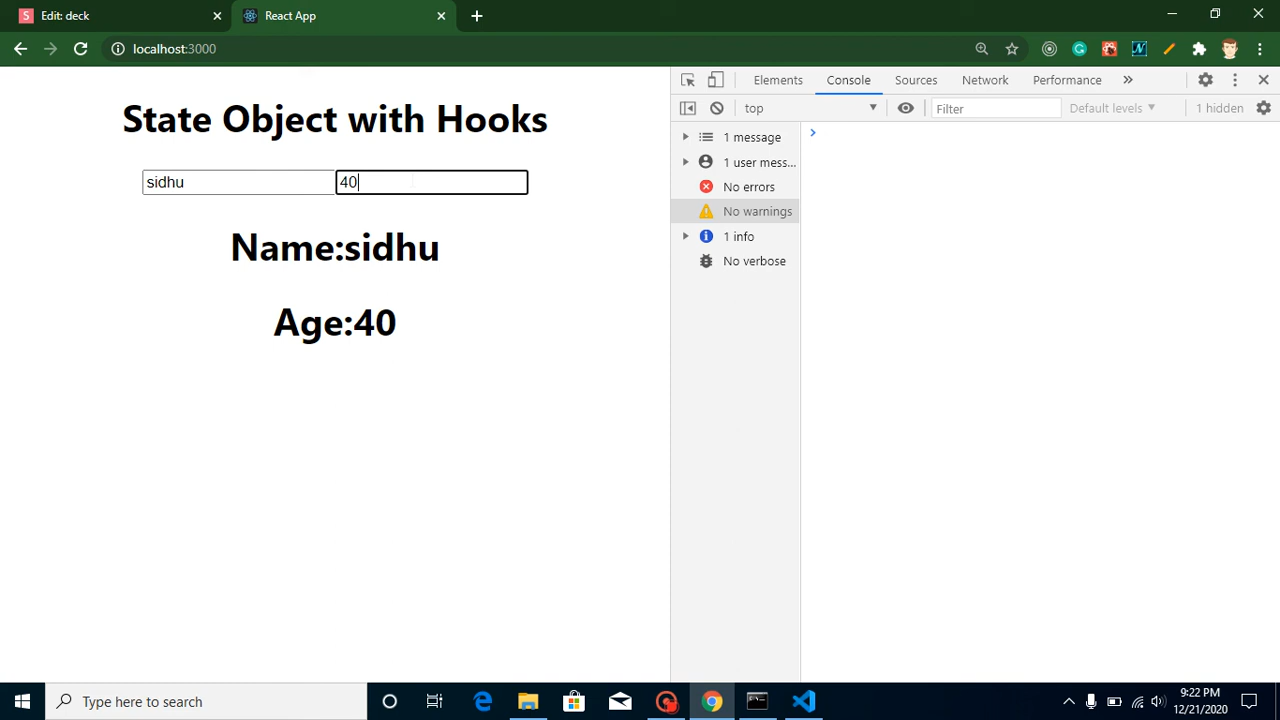 Edit: deck
React App
localhost:3000
State Object with Hooks
sidhu
40
Name:sidhu
Age:40
Elements Console Sources Network Performance
top Filter Default levels 1 hidden
1 message
1 user mess...
No errors
No warnings
1 info
No verbose
Type here to search
9:22 PM
12/21/2020